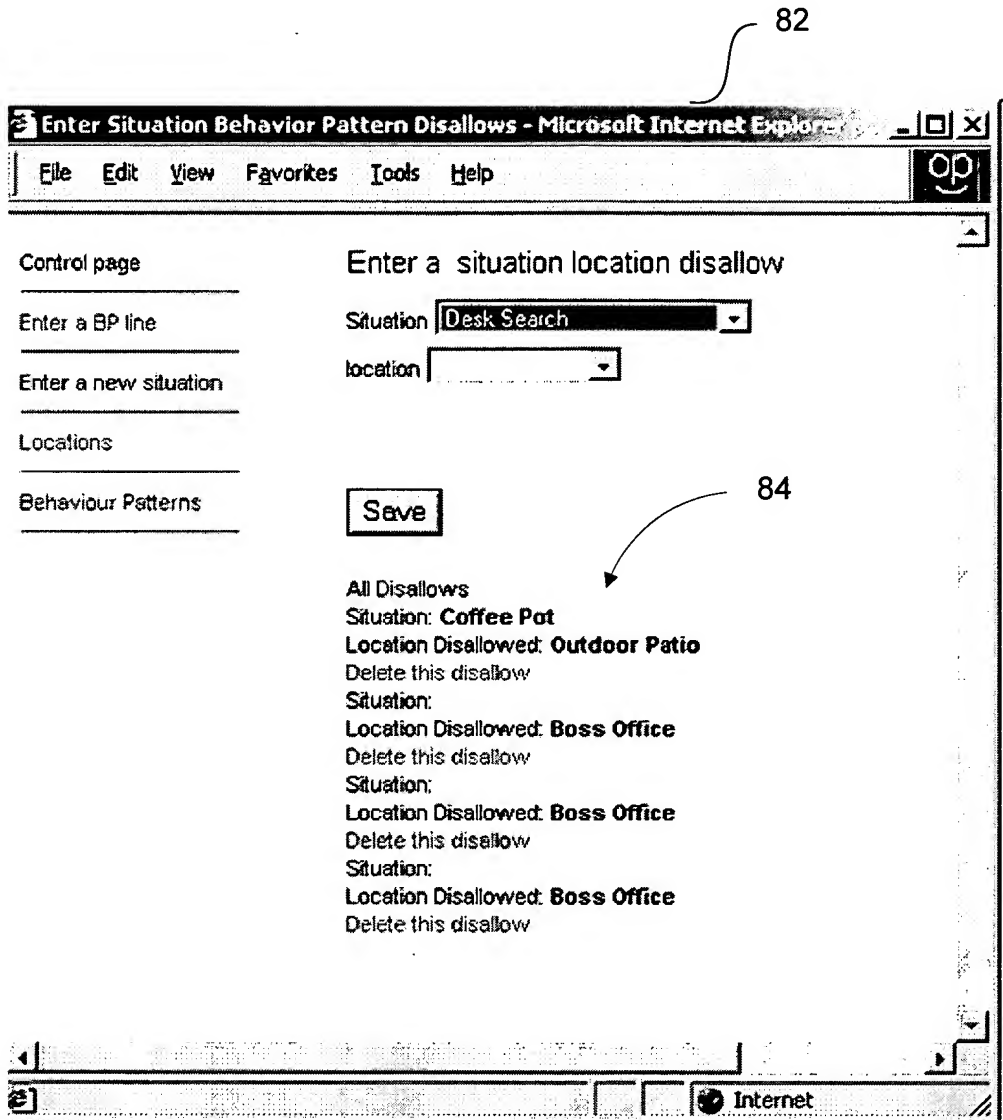 82
Enter Situation Behavior Pattern Disallows - Microsoft Internet Explorer
File Edit View Favorites Tools Help
op
Control page
Enter a BP line
Enter a new situation
Locations
Behaviour Patterns
Enter a situation location disallow
Situation Desk Search
location
Save
84
All Disallows
Situation: Coffee Pot
Location Disallowed: Outdoor Patio
Delete this disallow
Situation:
Location Disallowed: Boss Office
Delete this disallow
Situation:
Location Disallowed: Boss Office
Delete this disallow
Situation:
Location Disallowed: Boss Office
Delete this disallow
Internet